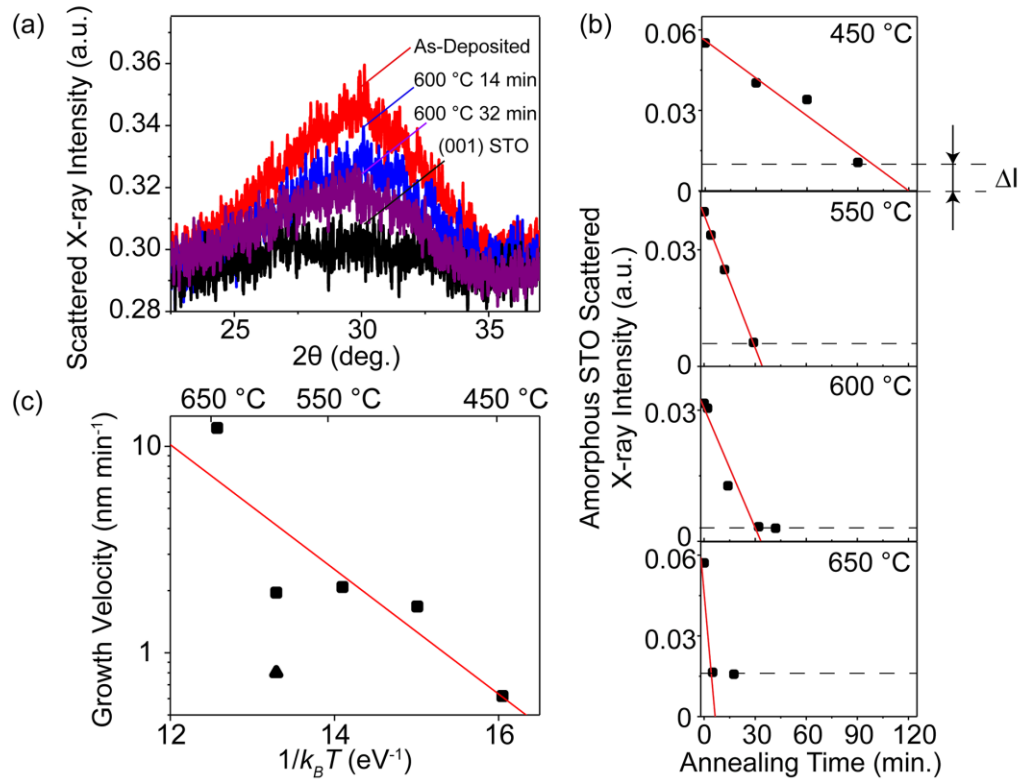 (a)
Scattered X-ray Intensity (a.u.)
0.36
0.34
0.32
0.30
0.28
As-Deposited
600 °C 14 min
600 °C 32 min
(001) STO
25
30
35
2θ (deg.)
(b)
Amorphous STO Scattered
X-ray Intensity (a.u.)
450 °C
0.06
0.03
0
ΔI
550 °C
0.03
0
600 °C
0.03
0
650 °C
0.06
0.03
0
0
30
60
90
120
Annealing Time (min.)
(c)
650 °C
550 °C
450 °C
Growth Velocity (nm min⁻¹)
10
1
12
14
16
1/k_BT (eV⁻¹)